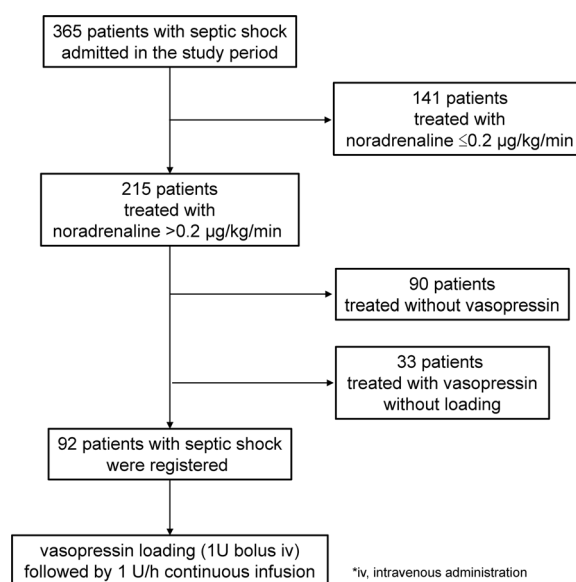 365 patients with septic shock
admitted in the study period
141 patients
treated with
noradrenaline ≤0.2 µg/kg/min
215 patients
treated with
noradrenaline >0.2 µg/kg/min
90 patients
treated without vasopressin
33 patients
treated with vasopressin
without loading
92 patients with septic shock
were registered
vasopressin loading (1U bolus iv)
followed by 1 U/h continuous infusion
*iv, intravenous administration